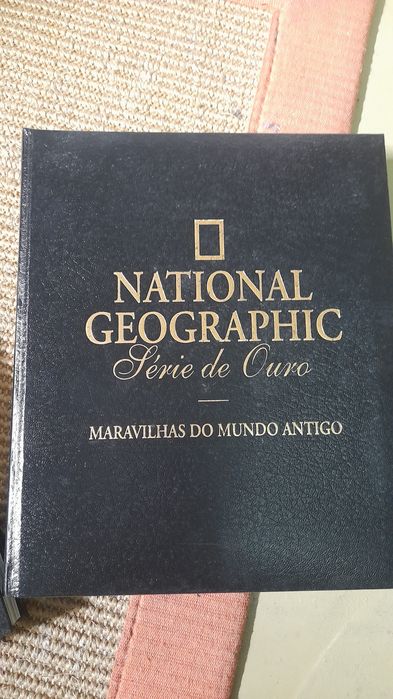 NATIONAL
GEOGRAPHIC
Série de Ouro
MARAVILHAS DO MUNDO ANTIGO